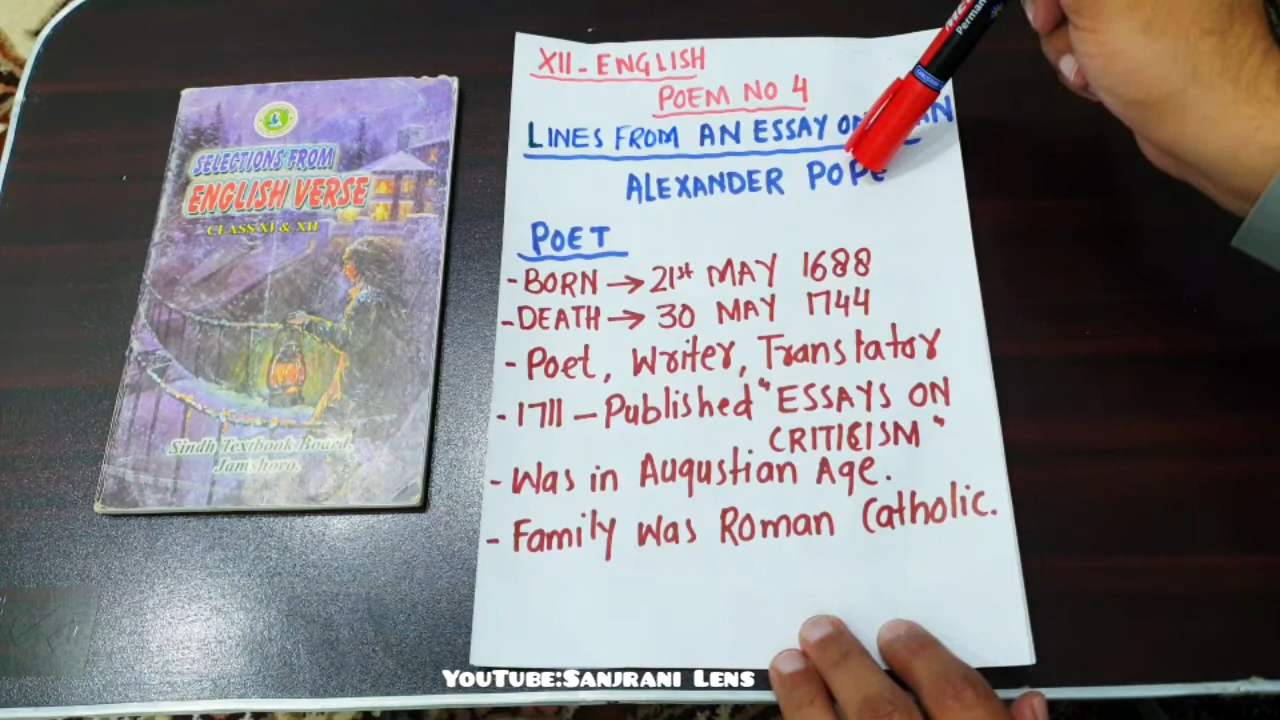 SELECTIONS FROM
ENGLISH VERSE
CLASS XI & XII
Sindh Textbook Board,
Jamshoro.
XII - ENGLISH
POEM NO 4
LINES FROM AN ESSAY ON
ALEXANDER POPE
POET
- BORN → 21st MAY 1688
- DEATH → 30 MAY 1744
- Poet, Writer, Translator
- 1711 - Published "ESSAYS ON
CRITICISM"
- Was in Augustian Age.
- Family was Roman Catholic.
YOUTUBE:SANJRANI LENS